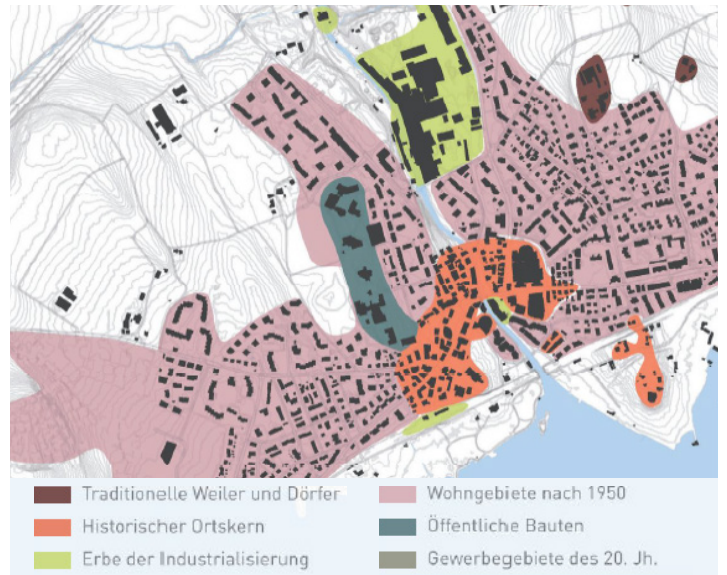 Traditionelle Weiler und Dörfer
Wohngebiete nach 1950
Historischer Ortskern
Öffentliche Bauten
Erbe der Industrialisierung
Gewerbegebiete des 20. Jh.